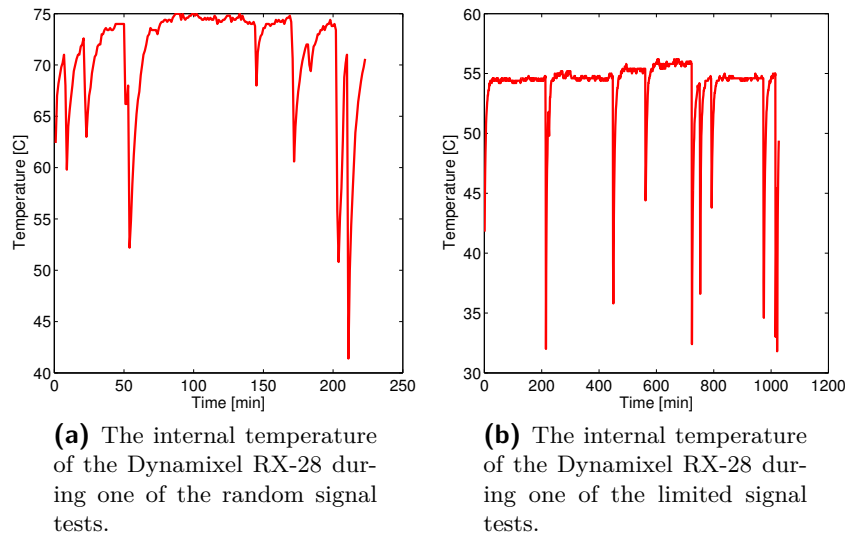 75
70
65
60
55
50
45
40
0
50
100
150
200
250
Time [min]
Temperature [C]
60
55
50
45
40
35
30
0
200
400
600
800
1000
1200
Time [min]
Temperature [C]
(a) The internal temperature
of the Dynamixel RX-28 dur-
ing one of the random signal
tests.
(b) The internal temperature
of the Dynamixel RX-28 dur-
ing one of the limited signal
tests.